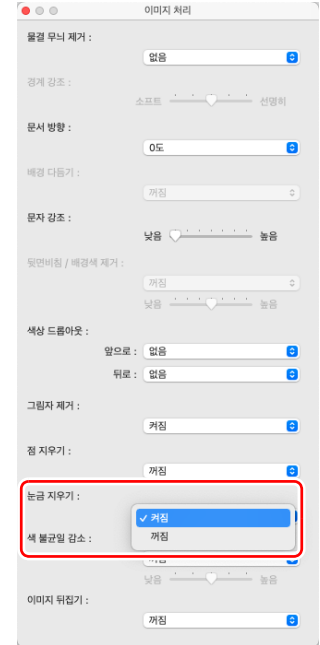 이미지 처리
물결 무늬 제거 :
없음
경계 강조 :
소프트 선명히
문서 방향 :
0도
배경 다듬기 :
꺼짐
문자 강조 :
낮음 높음
뒷면비침 / 배경색 제거 :
꺼짐
낮음 높음
색상 드롭아웃 :
앞으로 : 없음
뒤로 : 없음
그림자 제거 :
켜짐
점 지우기 :
꺼짐
눈금 지우기 :
✓ 켜짐
꺼짐
색 불균일 감소 :
낮음 높음
이미지 뒤집기 :
꺼짐